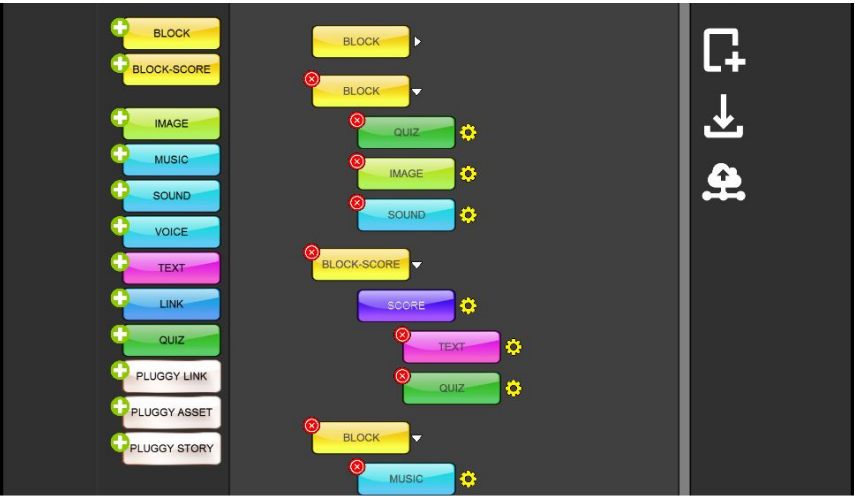 BLOCK
BLOCK-SCORE
IMAGE
MUSIC
SOUND
VOICE
TEXT
LINK
QUIZ
PLUGGY LINK
PLUGGY ASSET
PLUGGY STORY
BLOCK
BLOCK
QUIZ
IMAGE
SOUND
BLOCK-SCORE
SCORE
TEXT
QUIZ
BLOCK
MUSIC